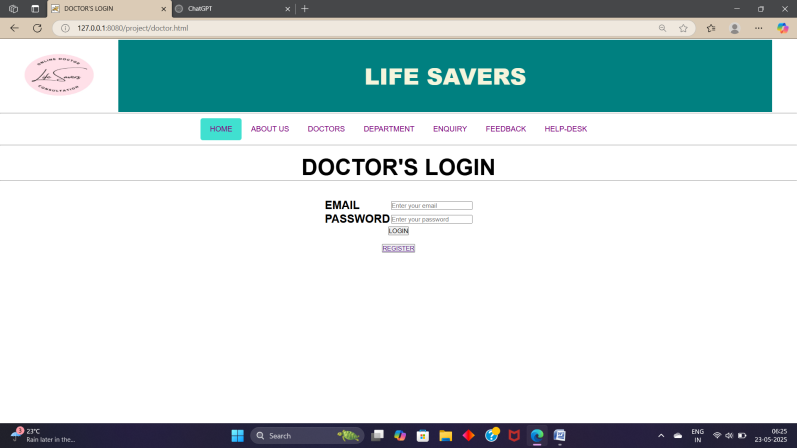 DOCTOR'S LOGIN
ChatGPT
127.0.0.1:8080/project/doctor.html
ONLINE DOCTOR
Life Savers
CONSULTATION
LIFE SAVERS
HOME ABOUT US DOCTORS DEPARTMENT ENQUIRY FEEDBACK HELP-DESK
DOCTOR'S LOGIN
EMAIL Enter your email
PASSWORD Enter your password
LOGIN
REGISTER
3
23°C
Rain later in the...
Search
ENG
IN
06:25
23-05-2025